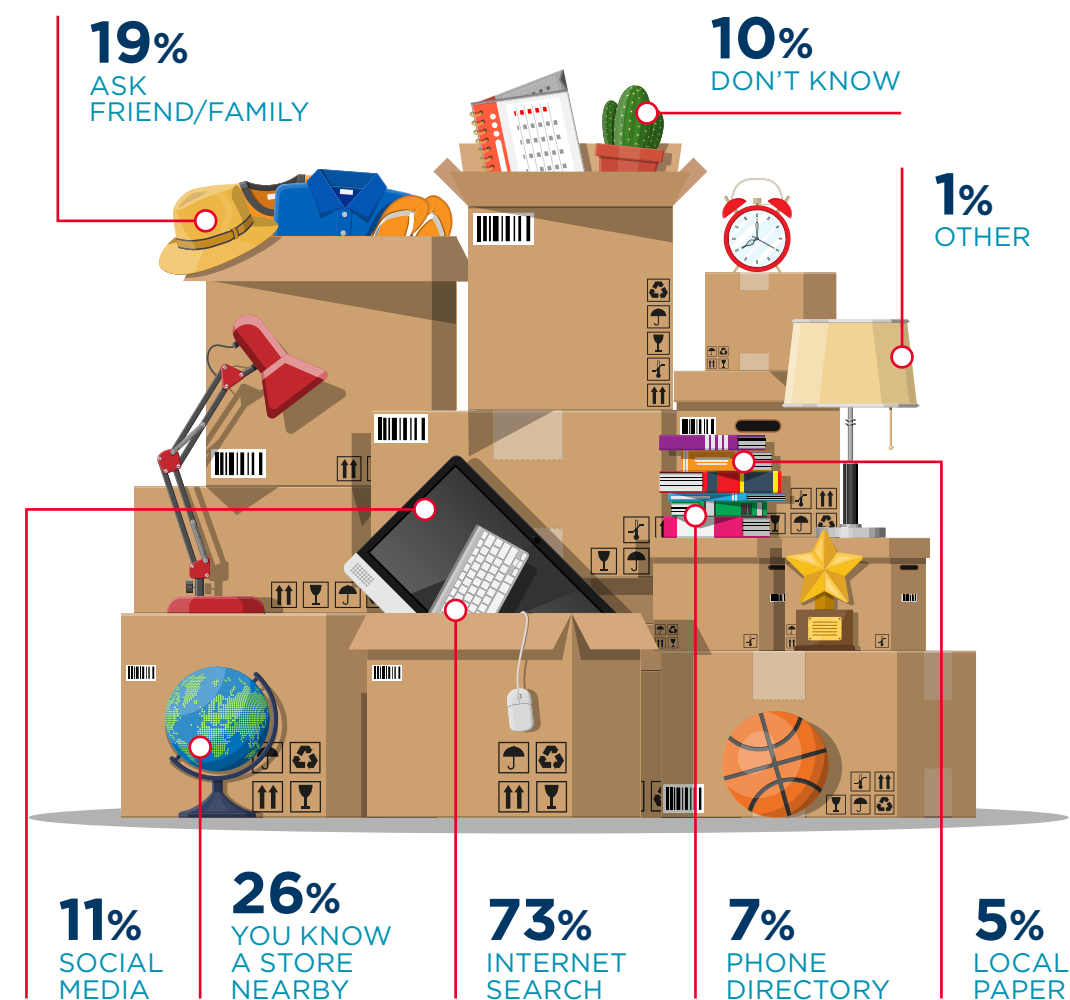 19%
ASK
FRIEND/FAMILY
10%
DON'T KNOW
1%
OTHER
11%
SOCIAL
MEDIA
26%
YOU KNOW
A STORE
NEARBY
73%
INTERNET
SEARCH
7%
PHONE
DIRECTORY
5%
LOCAL
PAPER